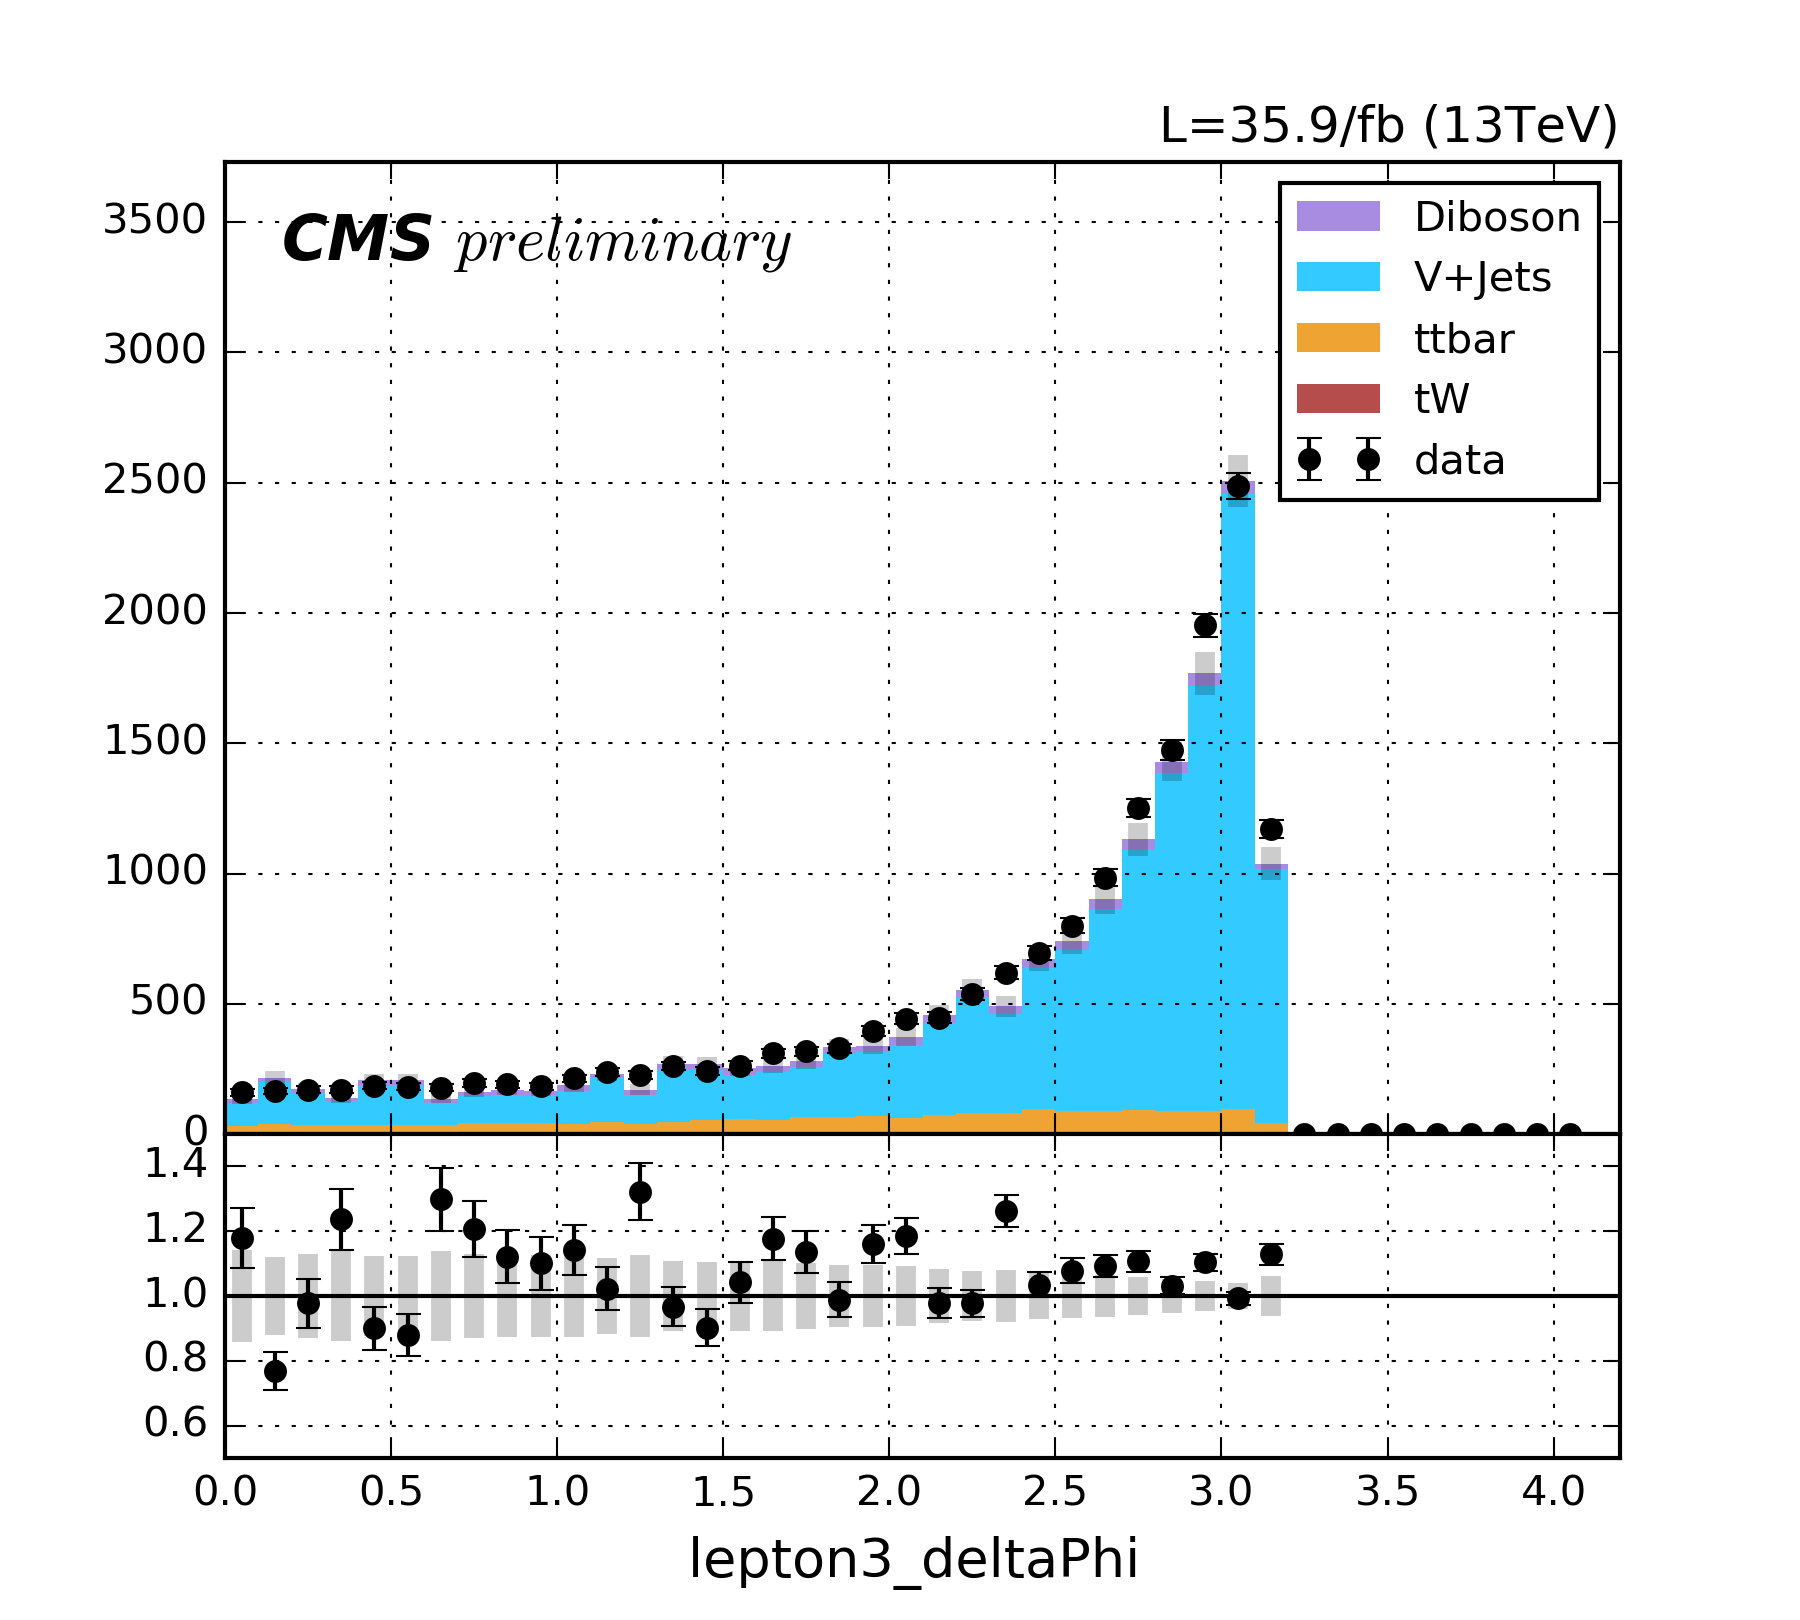 L=35.9/fb (13TeV)
CMS preliminary
3500
3000
2500
2000
1500
1000
500
0
Diboson
V+Jets
ttbar
tW
data
1.4
1.2
1.0
0.8
0.6
0.0 0.5 1.0 1.5 2.0 2.5 3.0 3.5 4.0
lepton3_deltaPhi